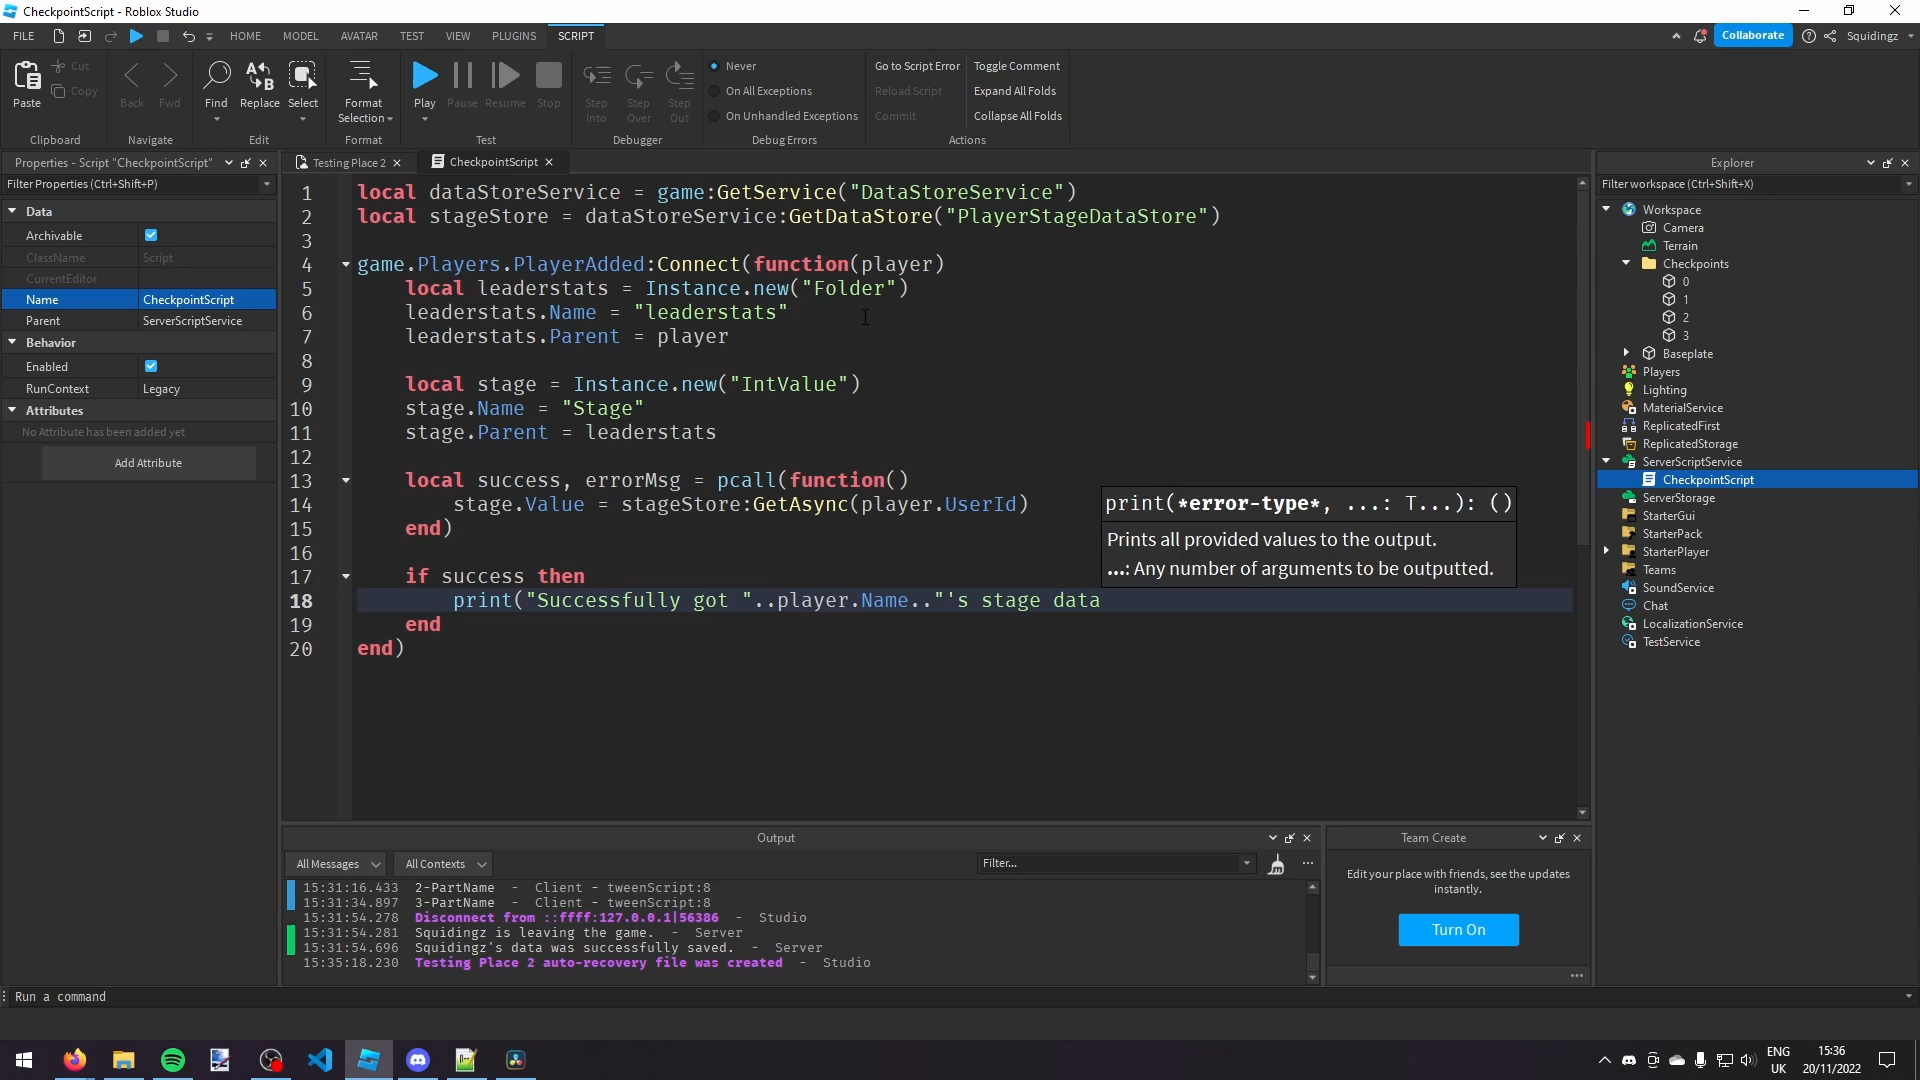 CheckpointScript - Roblox Studio
FILE HOME MODEL AVATAR TEST VIEW PLUGINS SCRIPT Collaborate Squidingz
Paste Cut Copy Back Fwd Find Replace Select Format Selection Play Pause Resume Stop Step Into Step Over Step Out
Never
On All Exceptions
On Unhandled Exceptions
Go to Script Error
Reload Script
Commit
Toggle Comment
Expand All Folds
Collapse All Folds
Clipboard Navigate Edit Format Test Debugger Debug Errors Actions
Properties - Script "CheckpointScript"
Filter Properties (Ctrl+Shift+P)
Data
Archivable
ClassName Script
CurrentEditor
Name CheckpointScript
Parent ServerScriptService
Behavior
Enabled
RunContext Legacy
Attributes
No Attribute has been added yet
Add Attribute
Testing Place 2 CheckpointScript
1 local dataStoreService = game:GetService("DataStoreService")
2 local stageStore = dataStoreService:GetDataStore("PlayerStageDataStore")
3
4 game.Players.PlayerAdded:Connect(function(player)
5 local leaderstats = Instance.new("Folder")
6 leaderstats.Name = "leaderstats"
7 leaderstats.Parent = player
8
9 local stage = Instance.new("IntValue")
10 stage.Name = "Stage"
11 stage.Parent = leaderstats
12
13 local success, errorMsg = pcall(function()
14 stage.Value = stageStore:GetAsync(player.UserId)
15 end)
16
17 if success then
18 print("Successfully got "..player.Name.."'s stage data
19 end
20 end)
print(*error-type*, ...: T...): ()
Prints all provided values to the output.
...: Any number of arguments to be outputted.
Output
All Messages All Contexts Filter...
15:31:16.433 2-PartName - Client - tweenScript:8
15:31:34.897 3-PartName - Client - tweenScript:8
15:31:54.278 Disconnect from ::ffff:127.0.0.1|56386 - Studio
15:31:54.281 Squidingz is leaving the game. - Server
15:31:54.696 Squidingz's data was successfully saved. - Server
15:35:18.230 Testing Place 2 auto-recovery file was created - Studio
Team Create
Edit your place with friends, see the updates
instantly.
Turn On
Explorer
Filter workspace (Ctrl+Shift+X)
Workspace
Camera
Terrain
Checkpoints
0
1
2
3
Baseplate
Players
Lighting
MaterialService
ReplicatedFirst
ReplicatedStorage
ServerScriptService
CheckpointScript
ServerStorage
StarterGui
StarterPack
StarterPlayer
Teams
SoundService
Chat
LocalizationService
TestService
Run a command
ENG
UK
15:36
20/11/2022